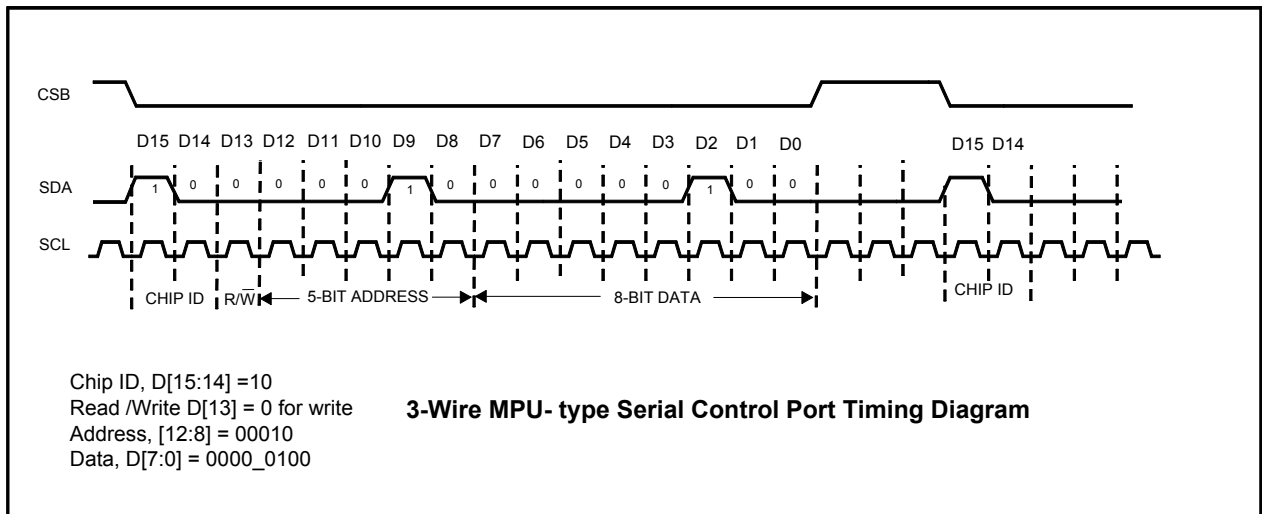 CSB
D15 D14 D13 D12 D11 D10 D9 D8 D7 D6 D5 D4 D3 D2 D1 D0 D15 D14
SDA 1 0 0 0 0 0 1 0 0 0 0 0 0 1 0 0
SCL
CHIP ID R/W̅ 5-BIT ADDRESS 8-BIT DATA CHIP ID
Chip ID, D[15:14] =10
Read /Write D[13] = 0 for write
3-Wire MPU- type Serial Control Port Timing Diagram
Address, [12:8] = 00010
Data, D[7:0] = 0000_0100